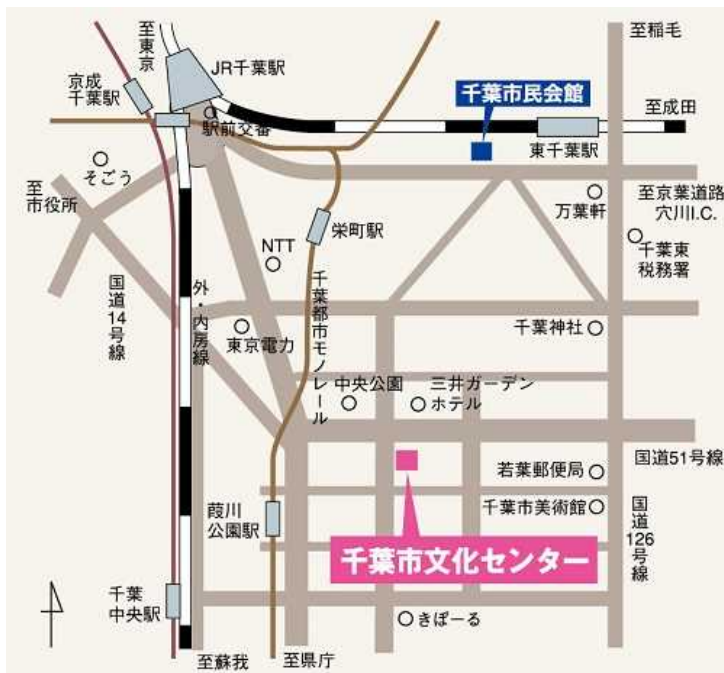 至東京
JR千葉駅
至稲毛
京成
千葉駅
千葉市民会館
至成田
駅前交番
東千葉駅
そごう
至
市役所
万葉軒
至京葉道路
穴川I.C.
栄町駅
NTT
千葉東
税務署
国道14号線
外・内房線
千葉都市モノレール
千葉神社
東京電力
中央公園
三井ガーデン
ホテル
国道51号線
若葉郵便局
千葉市美術館
葭川
公園駅
国道126号線
千葉市文化センター
千葉
中央駅
きぼーる
至蘇我
至県庁